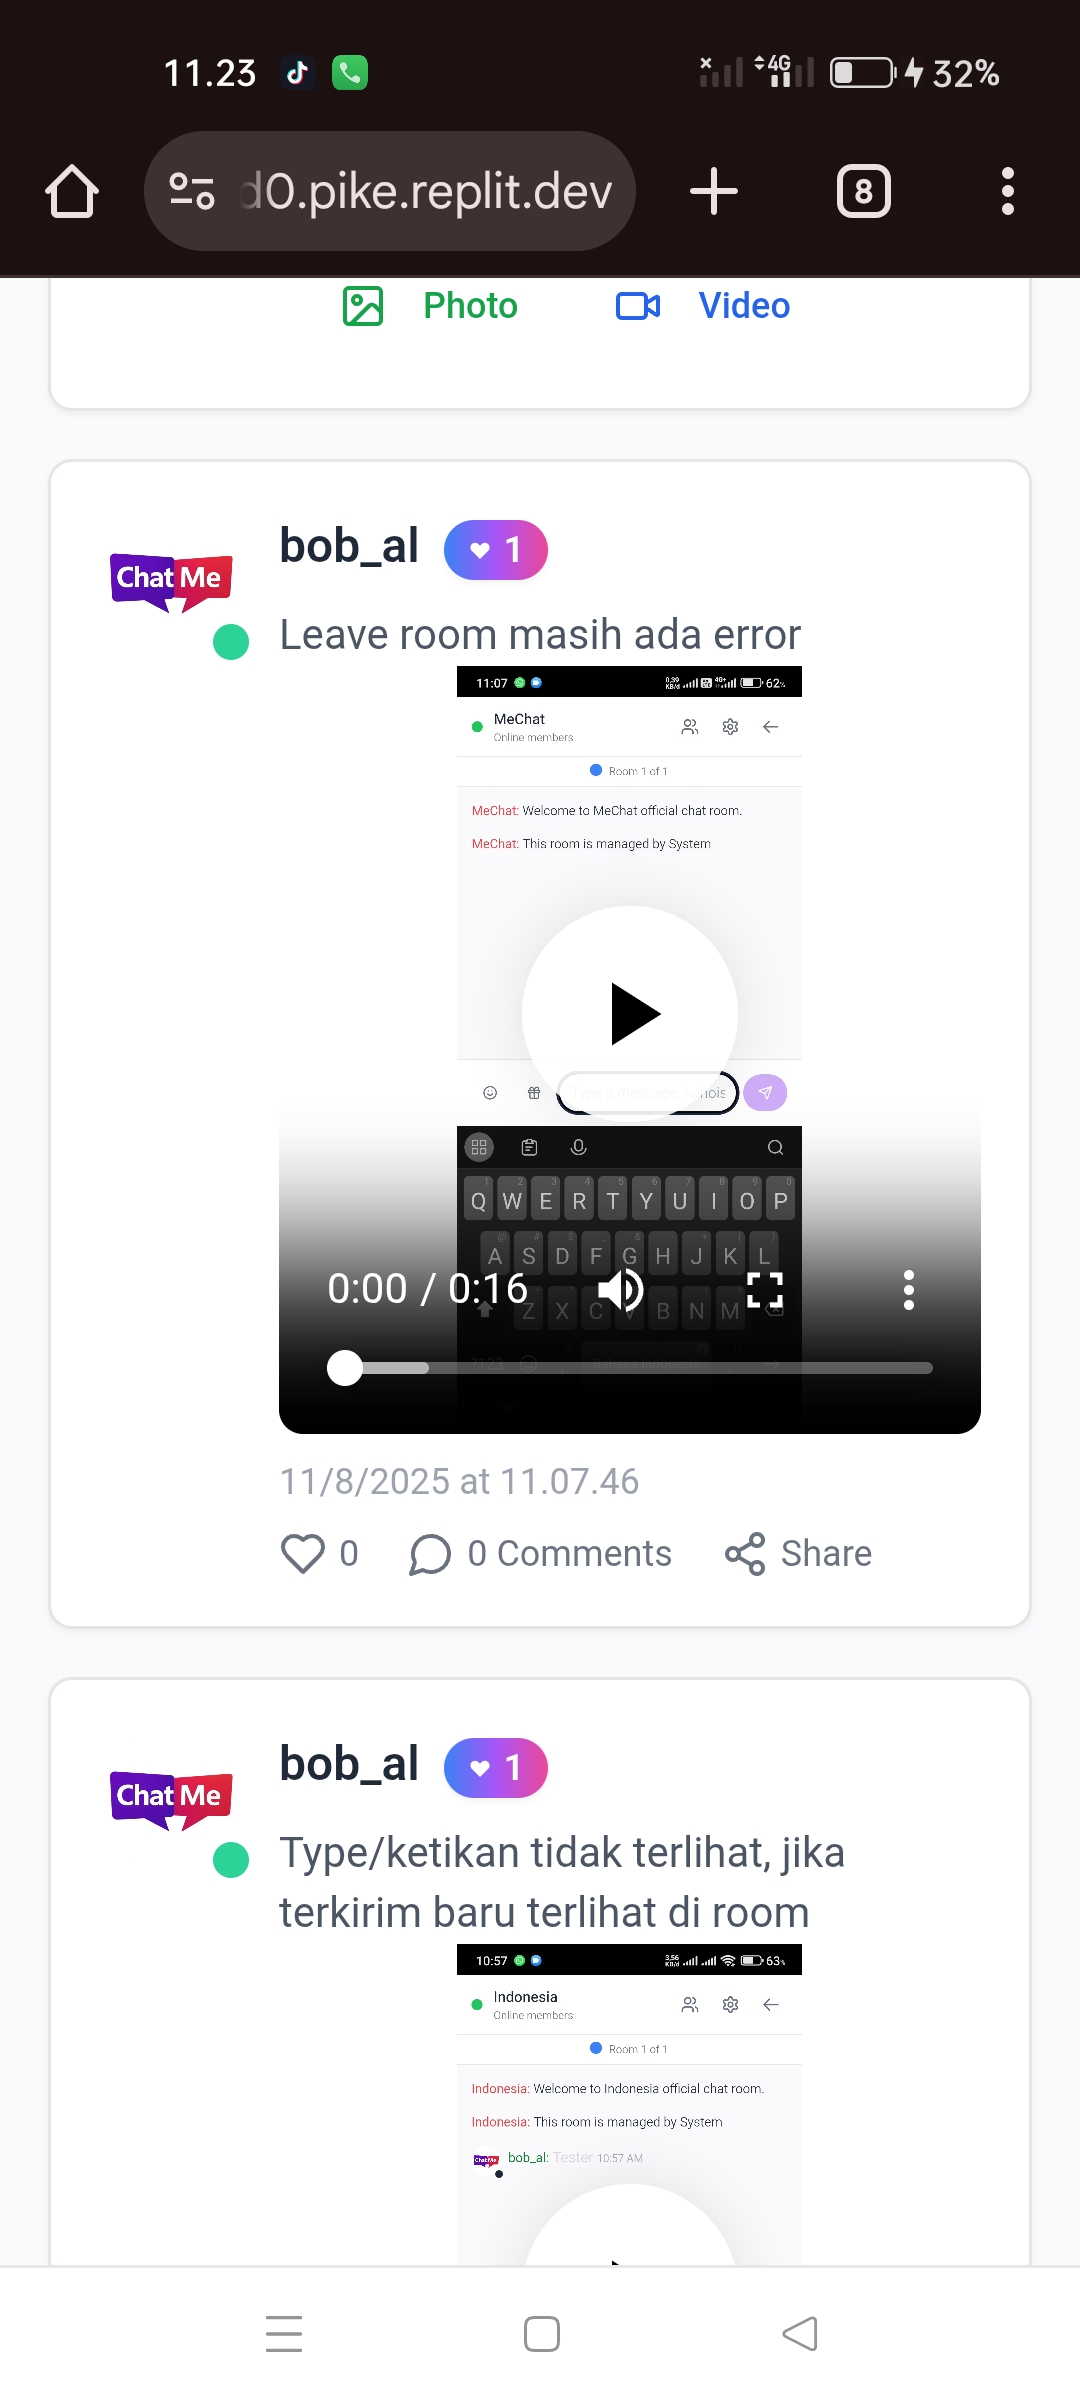 11.23
4G
32%
d0.pike.replit.dev
8
Photo
Video
bob_al
1
Chat Me
Leave room masih ada error
11:07
62%
MeChat
Online members
Room 1 of 1
MeChat: Welcome to MeChat official chat room.
MeChat: This room is managed by System
Type a message, /whois
Q W E R T Y U I O P
A S D F G H J K L
Z X C V B N M
0:00 / 0:16
11/8/2025 at 11.07.46
0
0 Comments
Share
bob_al
1
Chat Me
Type/ketikan tidak terlihat, jika
terkirim baru terlihat di room
10:57
63%
Indonesia
Online members
Room 1 of 1
Indonesia: Welcome to Indonesia official chat room.
Indonesia: This room is managed by System
bob_al: Tester 10:57 AM